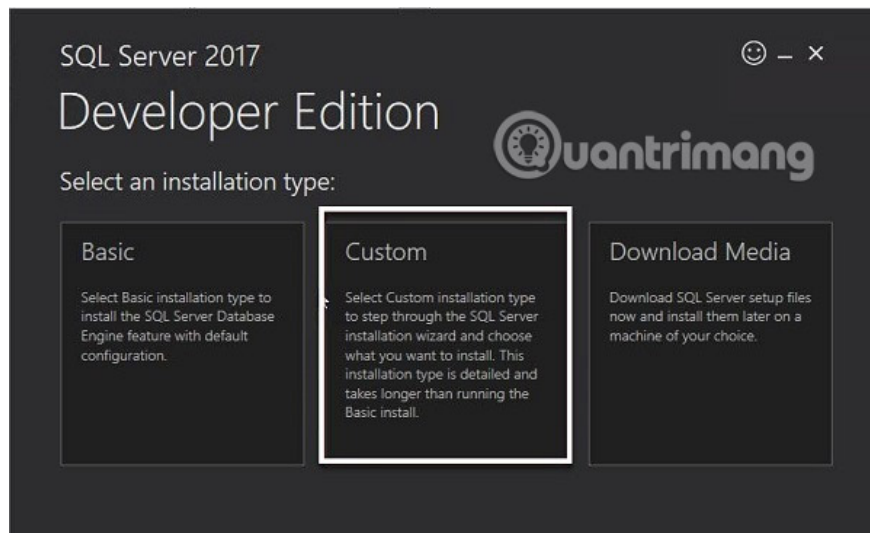 SQL Server 2017
Developer Edition
Quantrimang
Select an installation type:
Basic
Select Basic installation type to
install the SQL Server Database
Engine feature with default
configuration.
Custom
Select Custom installation type
to step through the SQL Server
installation wizard and choose
what you want to install. This
installation type is detailed and
takes longer than running the
Basic install.
Download Media
Download SQL Server setup files
now and install them later on a
machine of your choice.